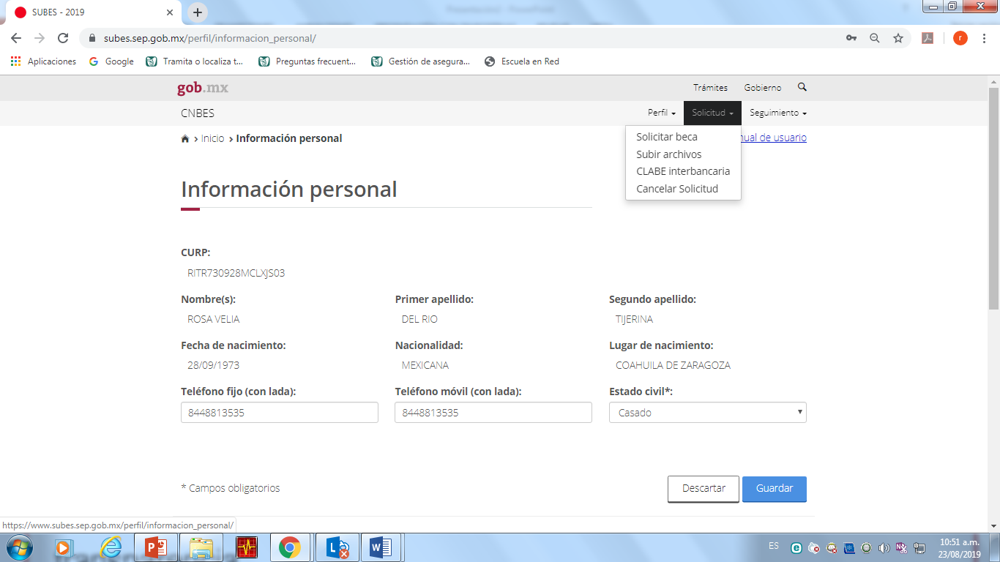 SUBES - 2019
subes.sep.gob.mx/perfil/informacion_personal/
r
Aplicaciones Google Tramita o localiza t... Preguntas frecuent... Gestión de asegura... Escuela en Red
gob.mx Trámites Gobierno
CNBES Perfil Solicitud Seguimiento
Inicio Información personal nual de usuario
Solicitar beca
Subir archivos
CLABE interbancaria
Cancelar Solicitud
Información personal
CURP:
RITR730928MCLXJS03
Nombre(s): Primer apellido: Segundo apellido:
ROSA VELIA DEL RIO TIJERINA
Fecha de nacimiento: Nacionalidad: Lugar de nacimiento:
28/09/1973 MEXICANA COAHUILA DE ZARAGOZA
Teléfono fijo (con lada): Teléfono móvil (con lada): Estado civil*:
8448813535 8448813535 Casado
* Campos obligatorios Descartar Guardar
https://www.subes.sep.gob.mx/perfil/informacion_personal/
ES 10:51 a.m.
23/08/2019